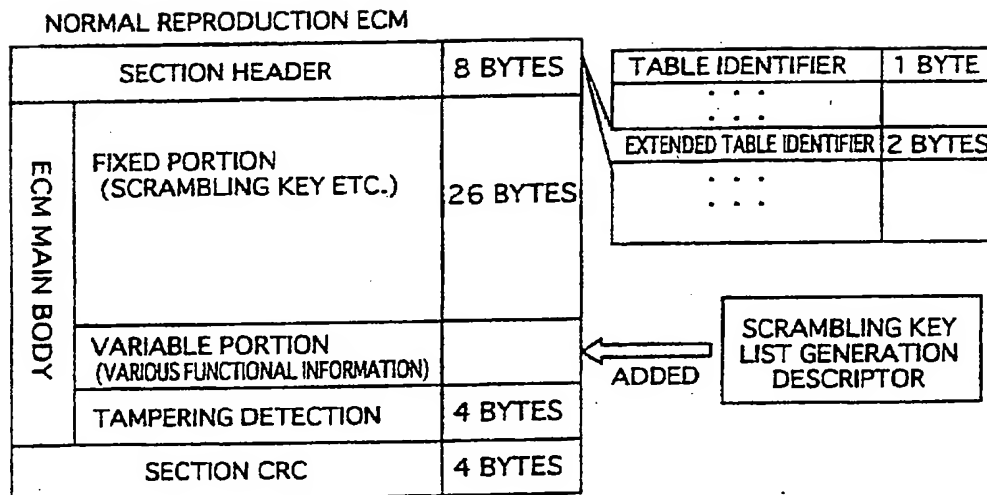 NORMAL REPRODUCTION ECM
SECTION HEADER
8 BYTES
ECM MAIN BODY
FIXED PORTION
(SCRAMBLING KEY ETC.)
26 BYTES
VARIABLE PORTION
(VARIOUS FUNCTIONAL INFORMATION)
TAMPERING DETECTION
4 BYTES
SECTION CRC
4 BYTES
TABLE IDENTIFIER
1 BYTE
. . .
. . .
EXTENDED TABLE IDENTIFIER
2 BYTES
. . .
. . .
ADDED
SCRAMBLING KEY
LIST GENERATION
DESCRIPTOR